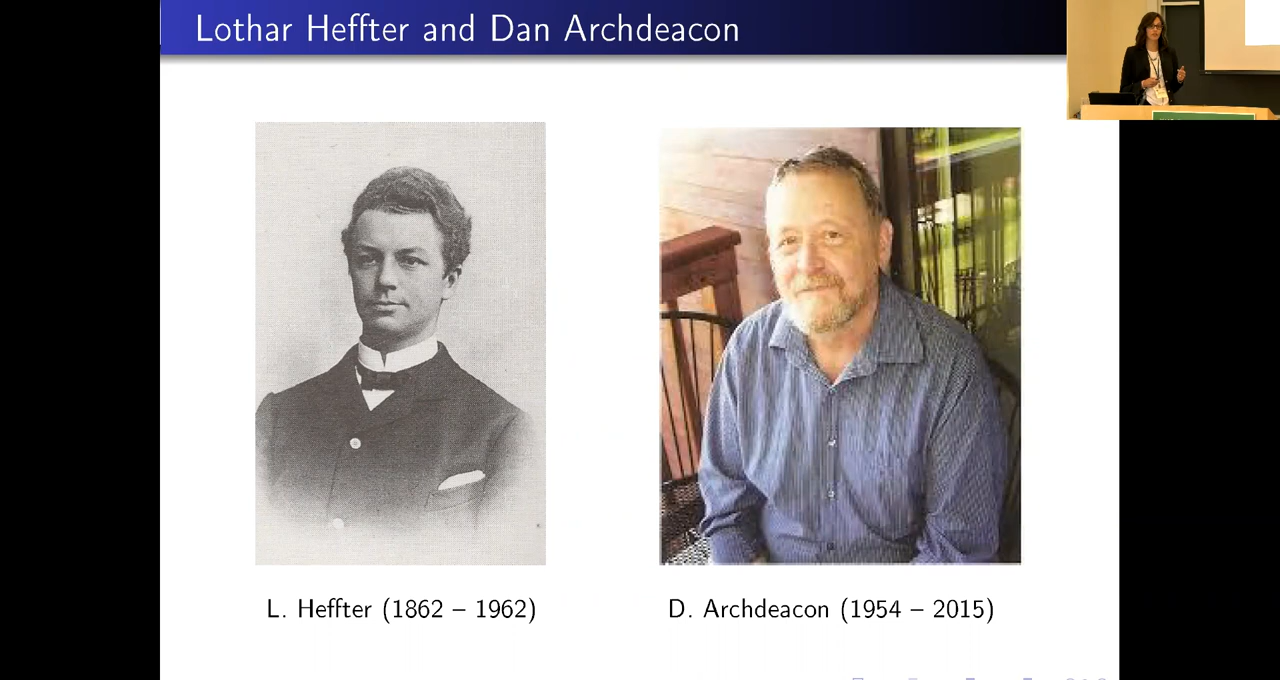 Lothar Heffter and Dan Archdeacon
L. Heffter (1862 – 1962)
D. Archdeacon (1954 – 2015)